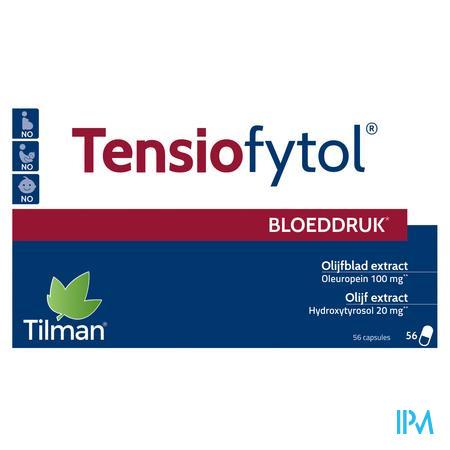 NO
NO
NO
Tensiofytol®
BLOEDDRUK*
Olijfblad extract
Oleuropein 100 mg**
Olijf extract
Hydroxytyrosol 20 mg**
Tilman®
56 capsules 56
IPM